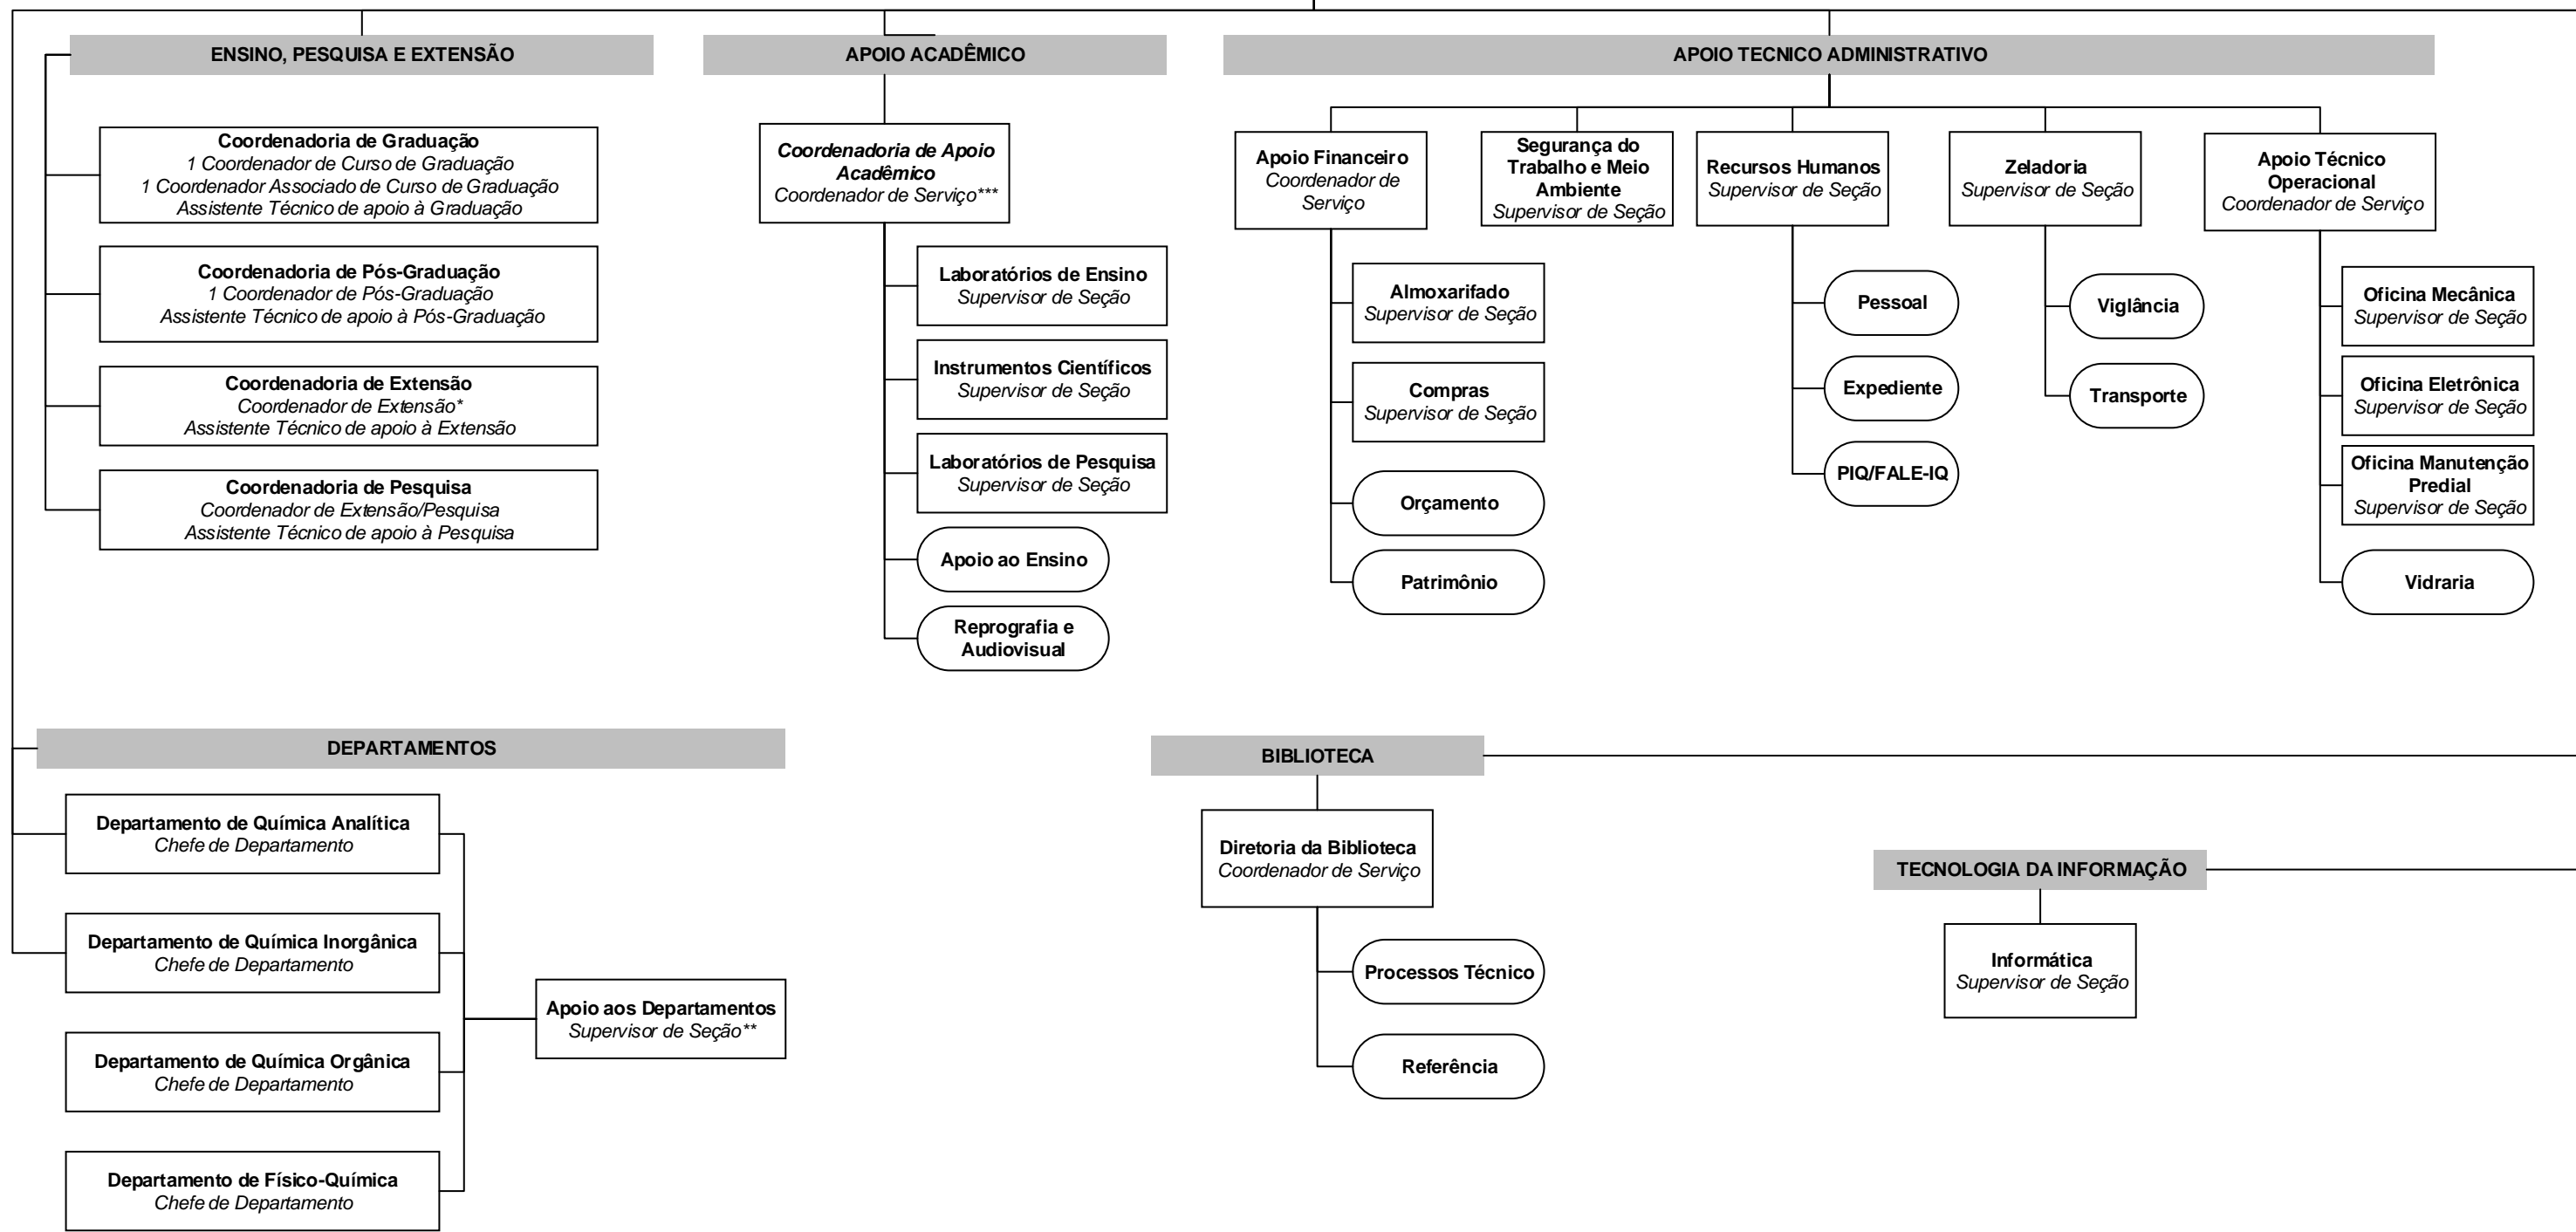 ENSINO, PESQUISA E EXTENSÃO
Coordenadoria de Graduação
1 Coordenador de Curso de Graduação
1 Coordenador Associado de Curso de Graduação
Assistente Técnico de apoio à Graduação
Coordenadoria de Pós-Graduação
1 Coordenador de Pós-Graduação
Assistente Técnico de apoio à Pós-Graduação
Coordenadoria de Extensão
Coordenador de Extensão*
Assistente Técnico de apoio à Extensão
Coordenadoria de Pesquisa
Coordenador de Extensão/Pesquisa
Assistente Técnico de apoio à Pesquisa
APOIO ACADÊMICO
Coordenadoria de Apoio
Acadêmico
Coordenador de Serviço***
Laboratórios de Ensino
Supervisor de Seção
Instrumentos Científicos
Supervisor de Seção
Laboratórios de Pesquisa
Supervisor de Seção
Apoio ao Ensino
Reprografia e
Audiovisual
APOIO TECNICO ADMINISTRATIVO
Apoio Financeiro
Coordenador de
Serviço
Almoxarifado
Supervisor de Seção
Compras
Supervisor de Seção
Orçamento
Patrimônio
Segurança do
Trabalho e Meio
Ambiente
Supervisor de Seção
Recursos Humanos
Supervisor de Seção
Pessoal
Expediente
PIQ/FALE-IQ
Zeladoria
Supervisor de Seção
Viglância
Transporte
Apoio Técnico
Operacional
Coordenador de Serviço
Oficina Mecânica
Supervisor de Seção
Oficina Eletrônica
Supervisor de Seção
Oficina Manutenção
Predial
Supervisor de Seção
Vidraria
DEPARTAMENTOS
Departamento de Química Analítica
Chefe de Departamento
Departamento de Química Inorgânica
Chefe de Departamento
Departamento de Química Orgânica
Chefe de Departamento
Departamento de Físico-Química
Chefe de Departamento
Apoio aos Departamentos
Supervisor de Seção**
BIBLIOTECA
Diretoria da Biblioteca
Coordenador de Serviço
Processos Técnico
Referência
TECNOLOGIA DA INFORMAÇÃO
Informática
Supervisor de Seção